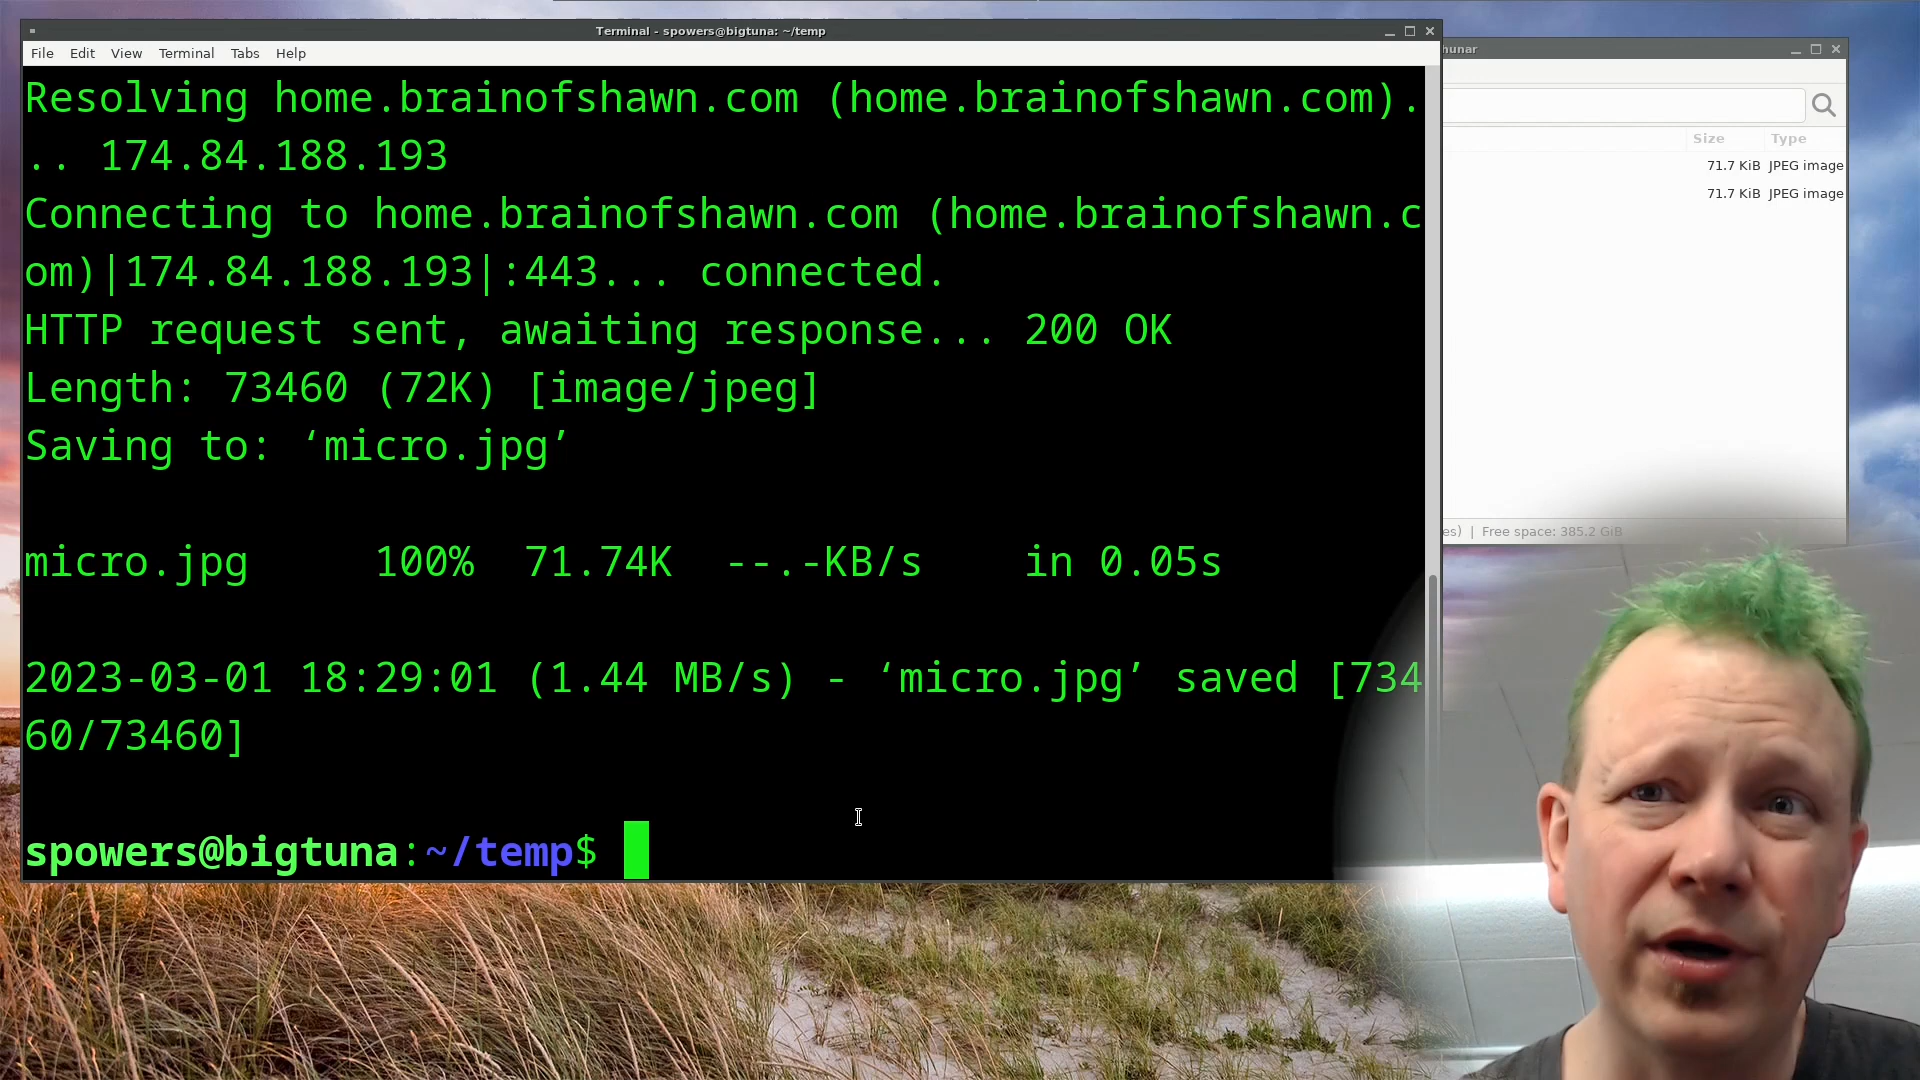 Terminal - spowers@bigtuna: ~/temp
File Edit View Terminal Tabs Help
Resolving home.brainofshawn.com (home.brainofshawn.com).
.. 174.84.188.193
Connecting to home.brainofshawn.com (home.brainofshawn.c
om)|174.84.188.193|:443... connected.
HTTP request sent, awaiting response... 200 OK
Length: 73460 (72K) [image/jpeg]
Saving to: ‘micro.jpg’
micro.jpg 100% 71.74K --.-KB/s in 0.05s
2023-03-01 18:29:01 (1.44 MB/s) - ‘micro.jpg’ saved [734
60/73460]
spowers@bigtuna:~/temp$
hunar
Size Type
71.7 KiB JPEG image
71.7 KiB JPEG image
es) | Free space: 385.2 GiB